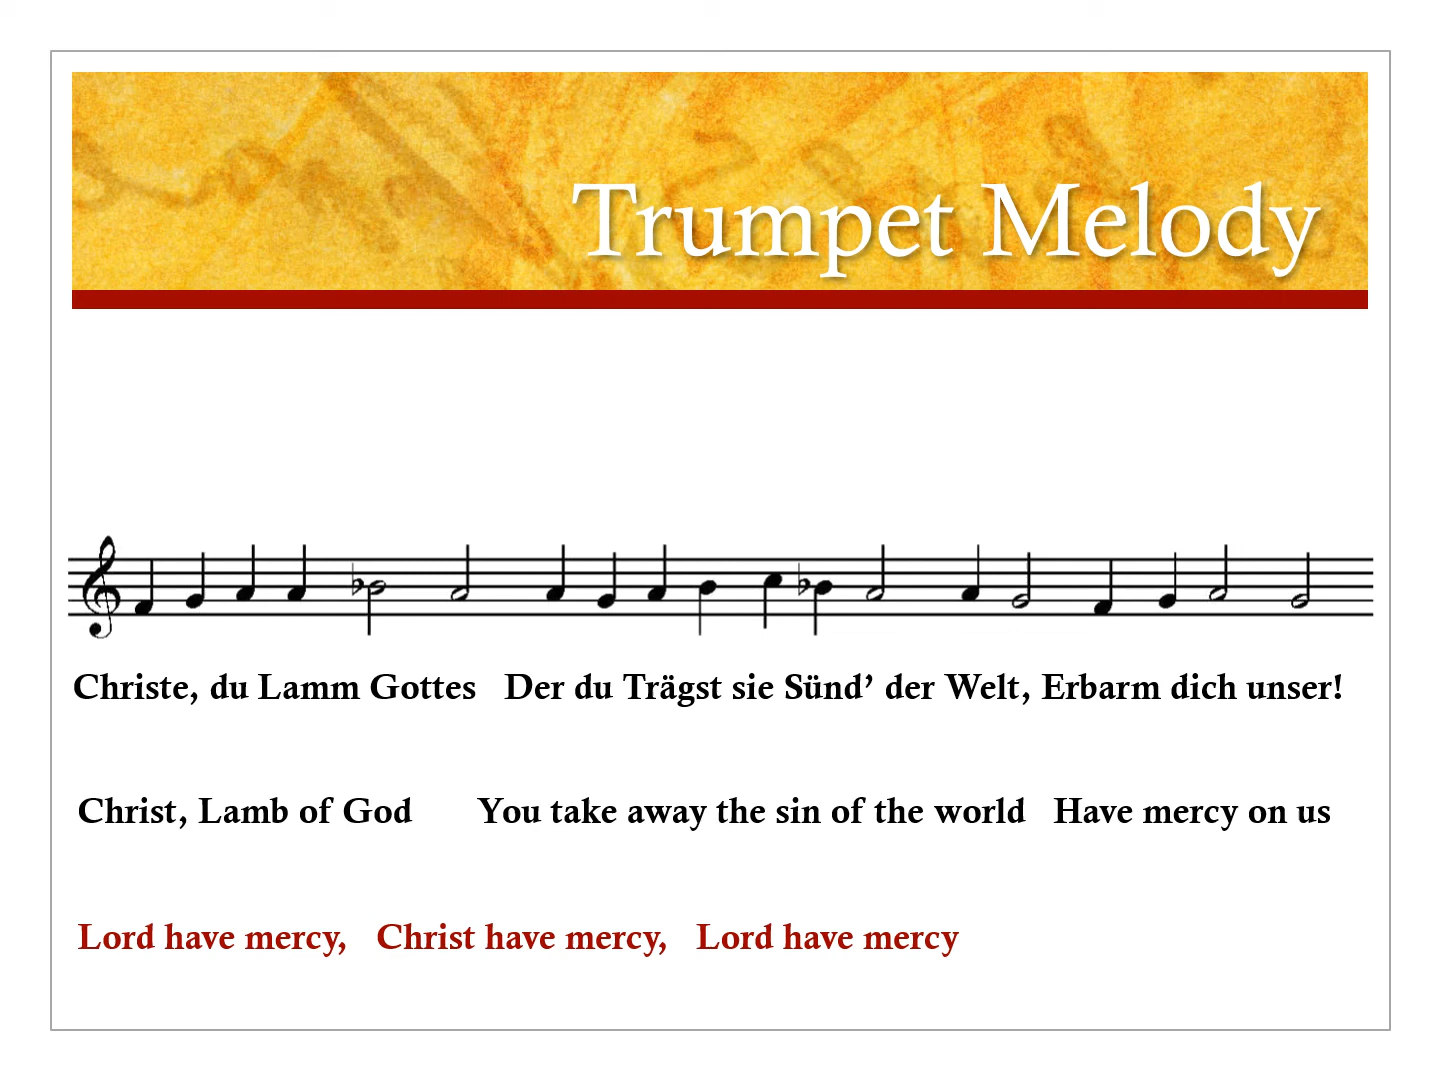 Trumpet Melody
Christe, du Lamm Gottes Der du Trägst sie Sünd’ der Welt, Erbarm dich unser!
Christ, Lamb of God You take away the sin of the world Have mercy on us
Lord have mercy, Christ have mercy, Lord have mercy